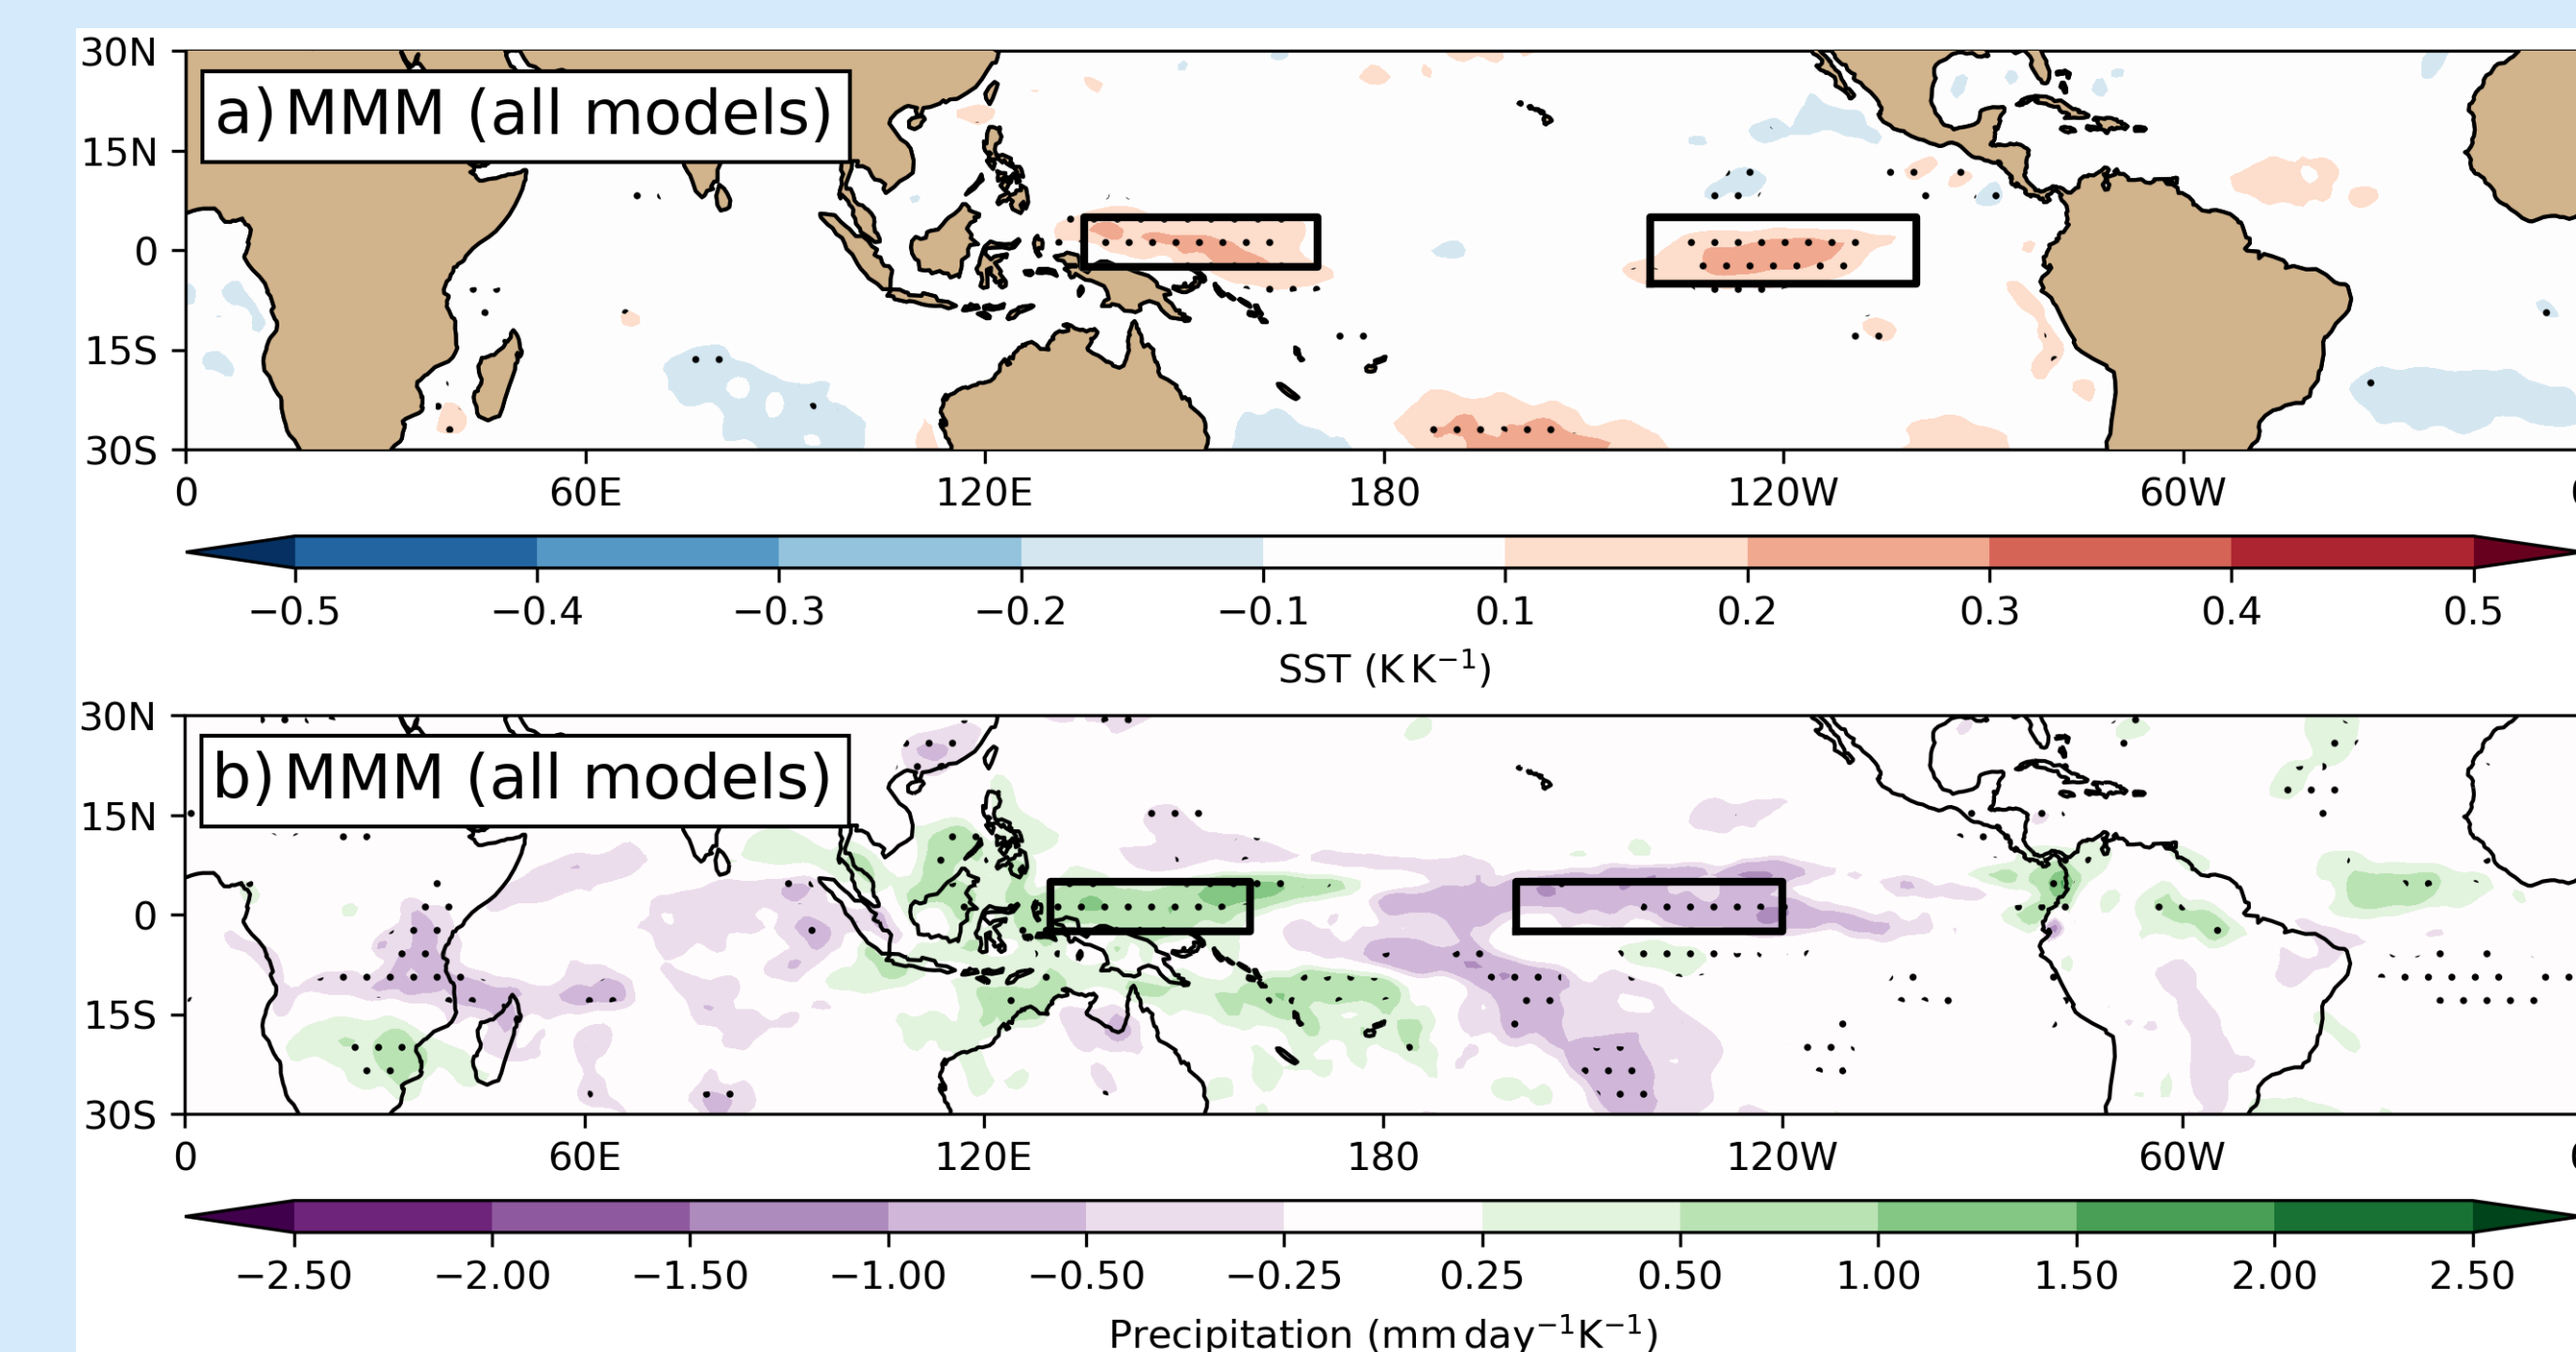 30N
a) MMM (all models)
15N
0
15S
30S
0 60E 120E 180 120W 60W
−0.5 −0.4 −0.3 −0.2 −0.1 0.1 0.2 0.3 0.4 0.5
SST (K K⁻¹)
30N
b) MMM (all models)
15N
0
15S
30S
0 60E 120E 180 120W 60W
−2.50 −2.00 −1.50 −1.00 −0.50 −0.25 0.25 0.50 1.00 1.50 2.00 2.50
Precipitation (mm day⁻¹K⁻¹)